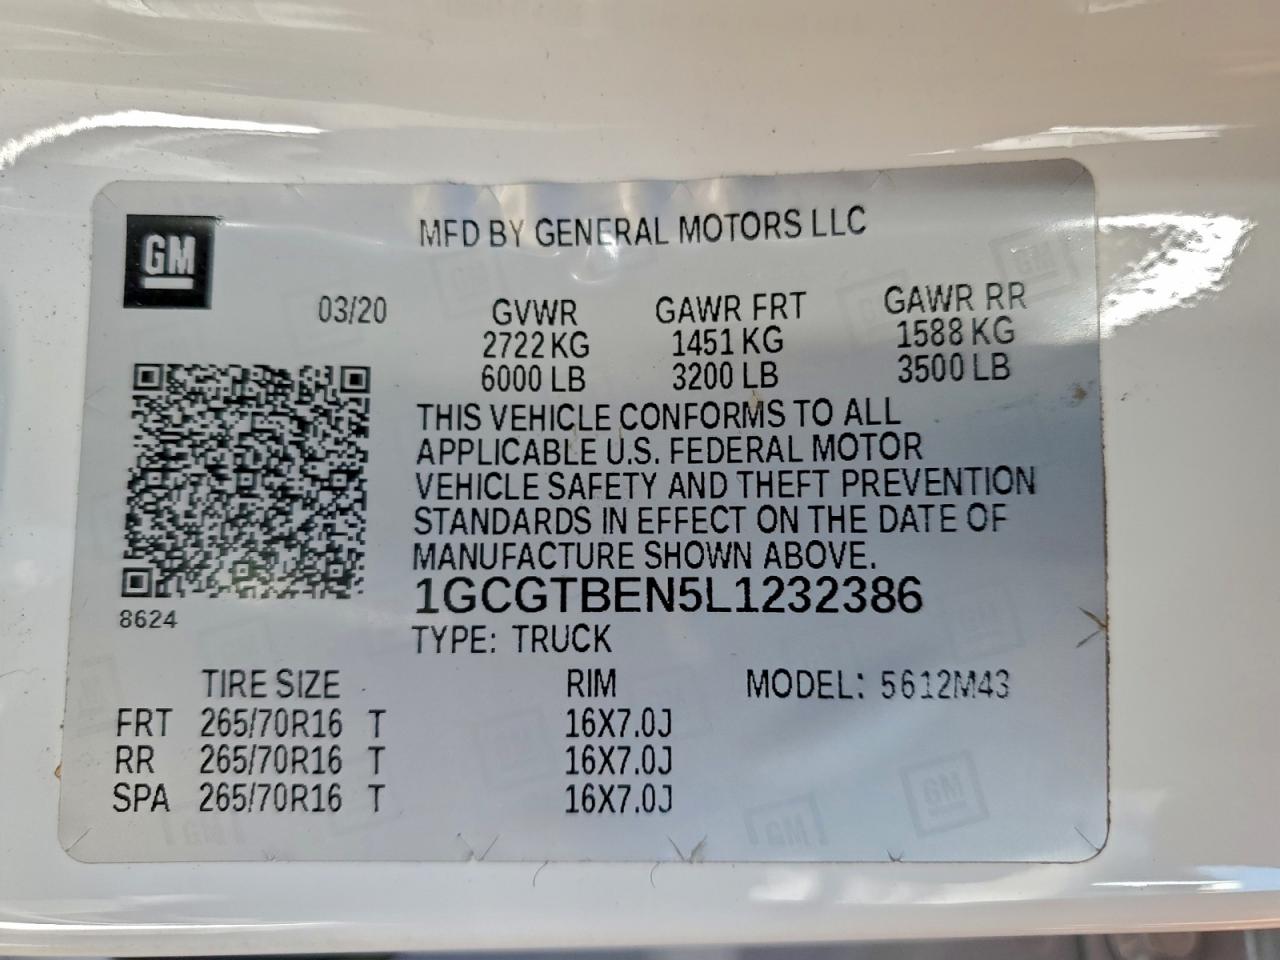 GM
MFD BY GENERAL MOTORS LLC
03/20 GVWR GAWR FRT GAWR RR
2722 KG 1451 KG 1588 KG
6000 LB 3200 LB 3500 LB
THIS VEHICLE CONFORMS TO ALL
APPLICABLE U.S. FEDERAL MOTOR
VEHICLE SAFETY AND THEFT PREVENTION
STANDARDS IN EFFECT ON THE DATE OF
MANUFACTURE SHOWN ABOVE.
1GCGTBEN5L1232386
8624
TYPE: TRUCK
TIRE SIZE RIM MODEL: 5612M43
FRT 265/70R16 T 16X7.0J
RR 265/70R16 T 16X7.0J
SPA 265/70R16 T 16X7.0J